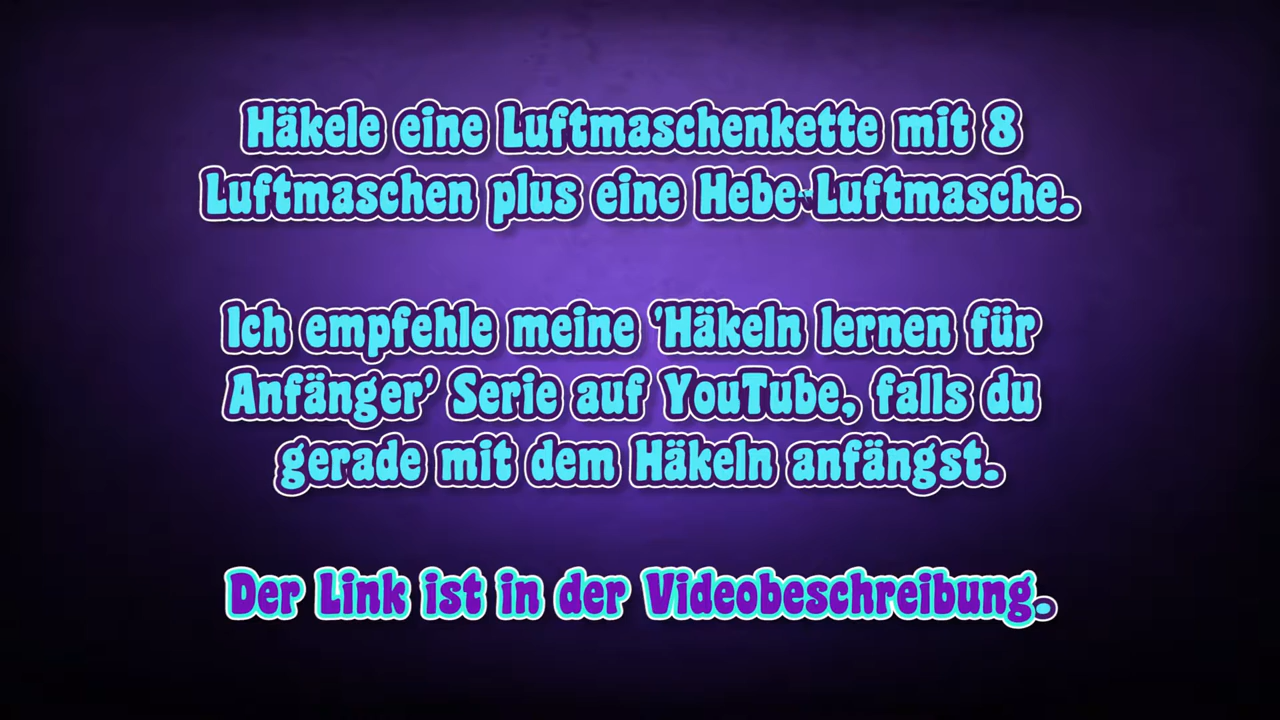 Häkele eine Luftmaschenkette mit 8
Luftmaschen plus eine Hebe-Luftmasche.
Ich empfehle meine 'Häkeln lernen für
Anfänger' Serie auf YouTube, falls du
gerade mit dem Häkeln anfängst.
Der Link ist in der Videobeschreibung.